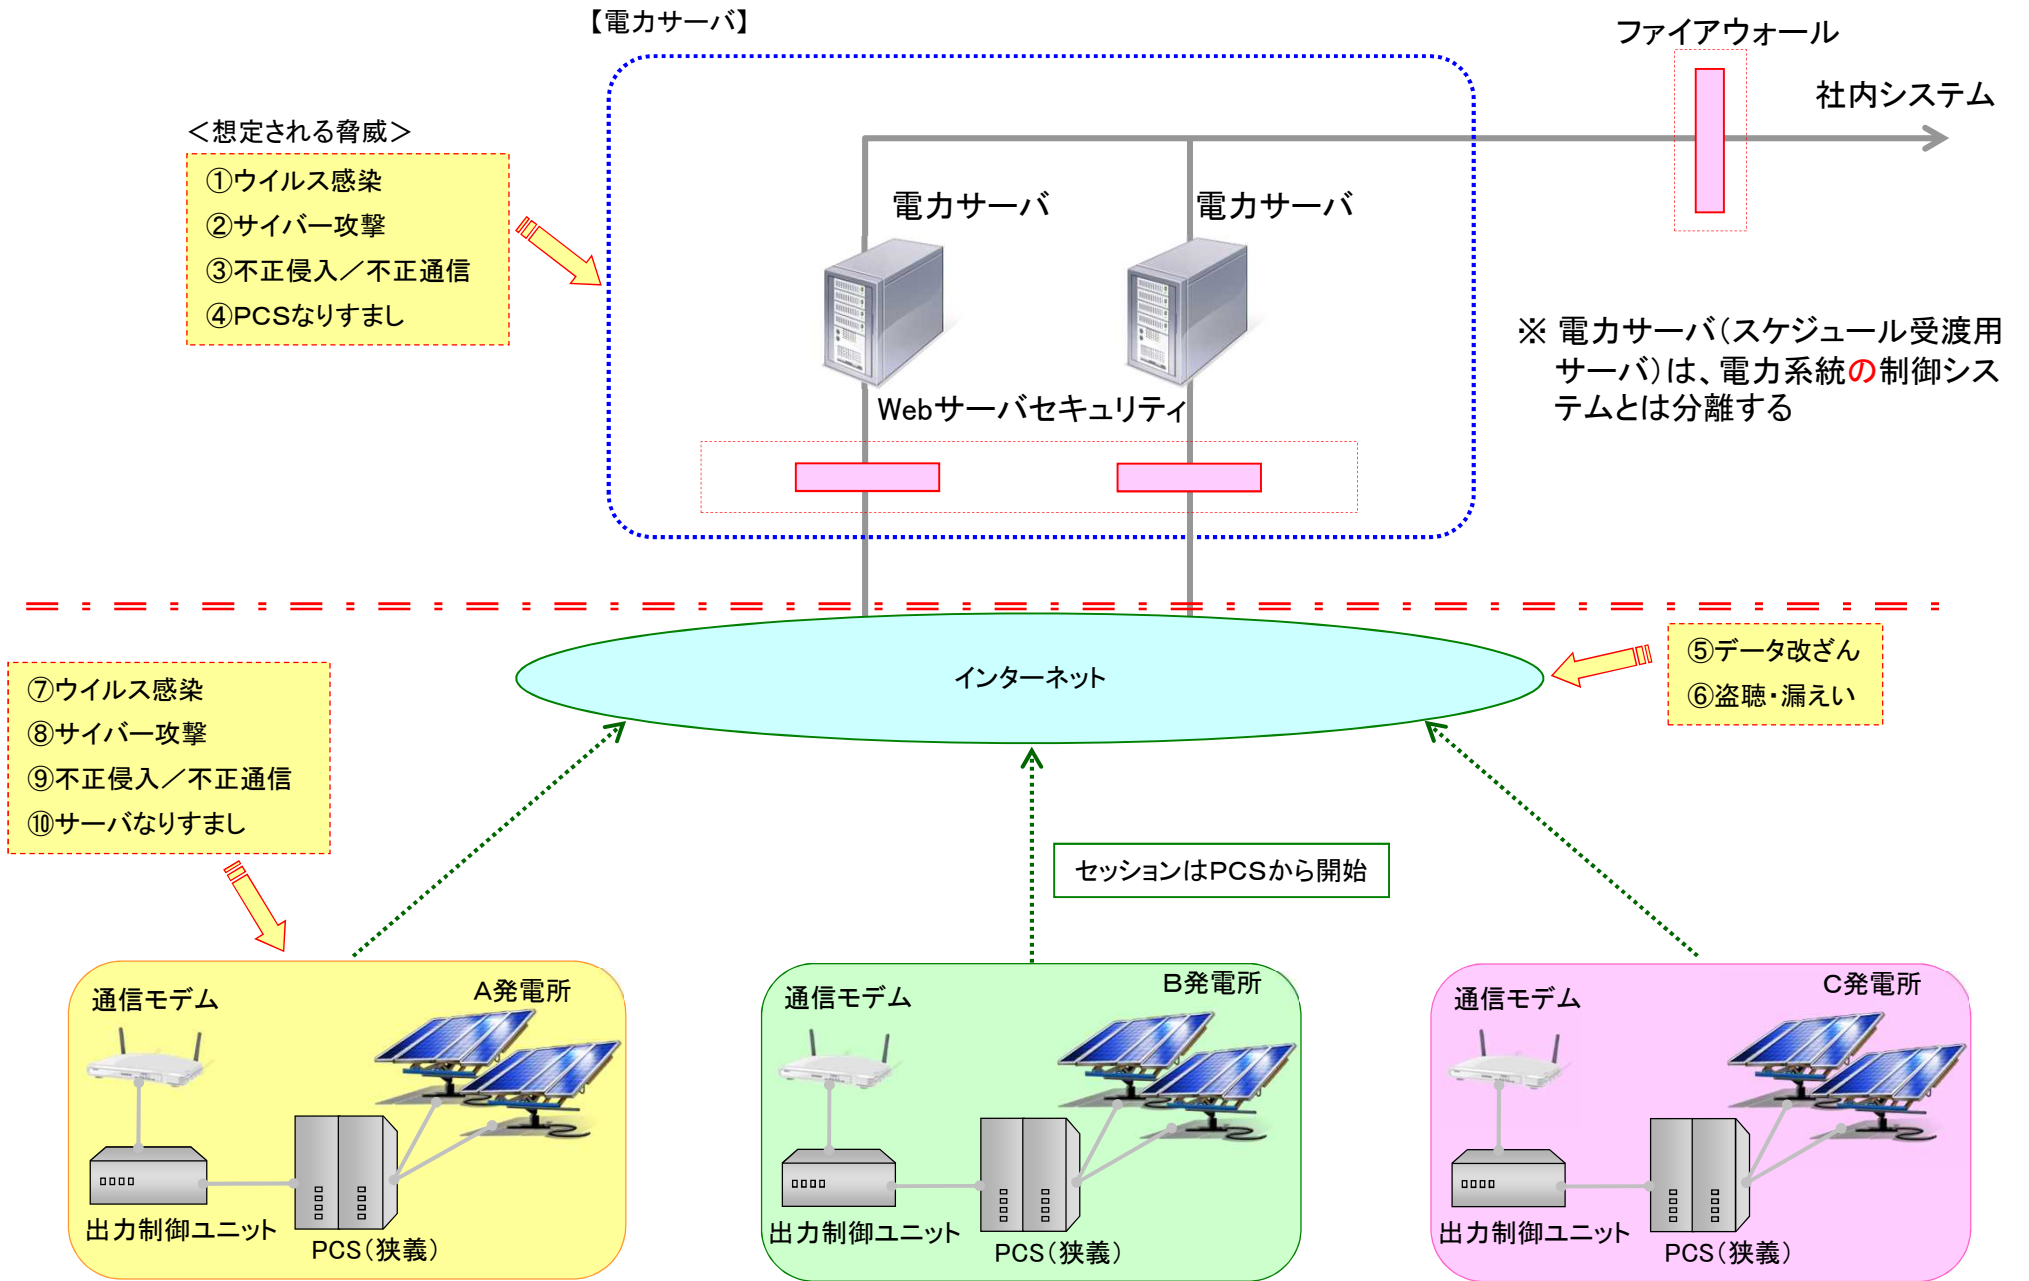 【電力サーバ】
ファイアウォール
社内システム
＜想定される脅威＞
①ウイルス感染
②サイバー攻撃
③不正侵入／不正通信
④PCSなりすまし
電力サーバ
電力サーバ
Webサーバセキュリティ
※ 電力サーバ（スケジュール受渡用
サーバ）は、電力系統の制御シス
テムとは分離する
インターネット
⑤データ改ざん
⑥盗聴・漏えい
⑦ウイルス感染
⑧サイバー攻撃
⑨不正侵入／不正通信
⑩サーバなりすまし
セッションはPCSから開始
A発電所
通信モデム
出力制御ユニット
PCS（狭義）
B発電所
通信モデム
出力制御ユニット
PCS（狭義）
C発電所
通信モデム
出力制御ユニット
PCS（狭義）